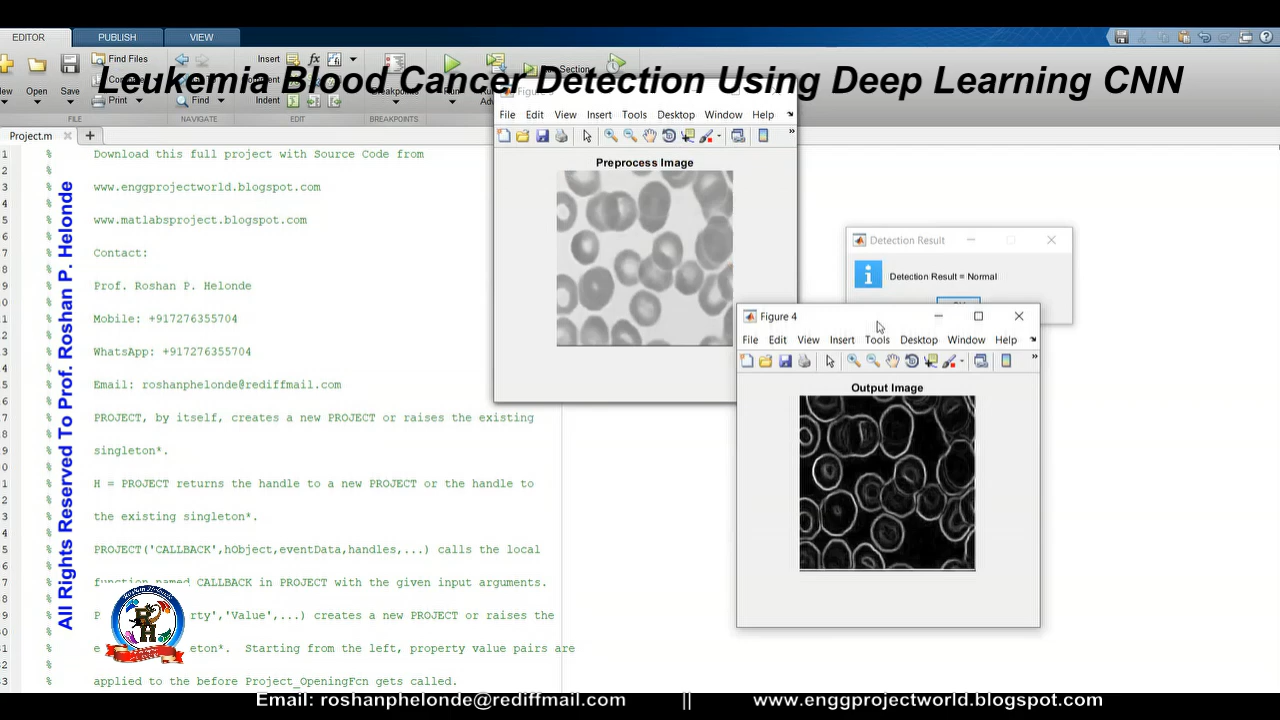 Leukemia Blood Cancer Detection Using Deep Learning CNN
EDITOR PUBLISH VIEW
Find Files
Insert
Open
Save
Print
Find
Indent
Breakpoints
FILE NAVIGATE EDIT BREAKPOINTS
Project.m
% Download this full project with Source Code from
%
% www.enggprojectworld.blogspot.com
%
% www.matlabsproject.blogspot.com
%
% Contact:
%
% Prof. Roshan P. Helonde
%
% Mobile: +917276355704
%
% WhatsApp: +917276355704
%
% Email: roshanphelonde@rediffmail.com
%
% PROJECT, by itself, creates a new PROJECT or raises the existing
%
% singleton*.
%
% H = PROJECT returns the handle to a new PROJECT or the handle to
%
% the existing singleton*.
%
% PROJECT('CALLBACK',hObject,eventData,handles,...) calls the local
%
% function named CALLBACK in PROJECT with the given input arguments.
%
% P rty','Value',...) creates a new PROJECT or raises the
%
% e eton*. Starting from the left, property value pairs are
%
% applied to the before Project_OpeningFcn gets called.
All Rights Reserved To Prof. Roshan P. Helonde
File Edit View Insert Tools Desktop Window Help
Preprocess Image
Detection Result
Detection Result = Normal
Figure 4
File Edit View Insert Tools Desktop Window Help
Output Image
Email: roshanphelonde@rediffmail.com || www.enggprojectworld.blogspot.com